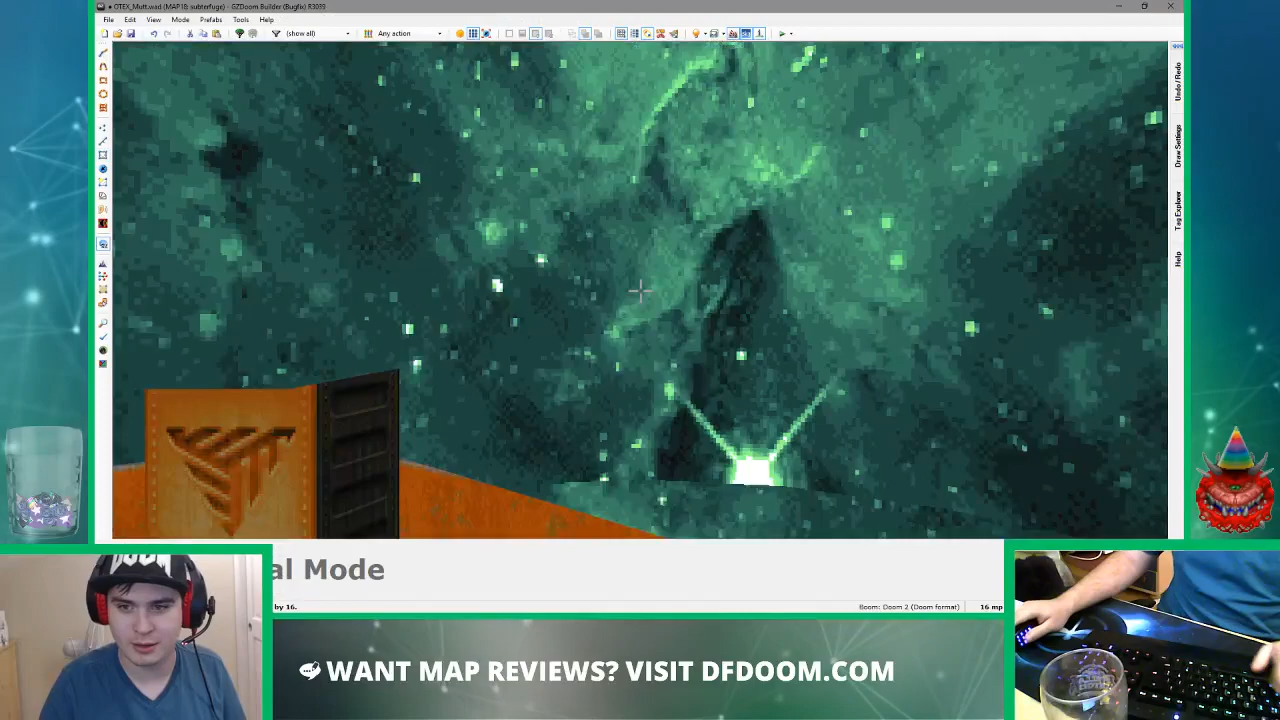 OTEX_Mutt.wad (MAP18: subterfuge) - GZDoom Builder (Bugfix) R3039
File Edit View Mode Prefabs Tools Help
(show all) Any action
Undo / Redo
Draw Settings
Tag Explorer
Help
al Mode
by 16.
Boom: Doom 2 (Doom format) 16 mp
DOOM
WANT MAP REVIEWS? VISIT DFDOOM.COM